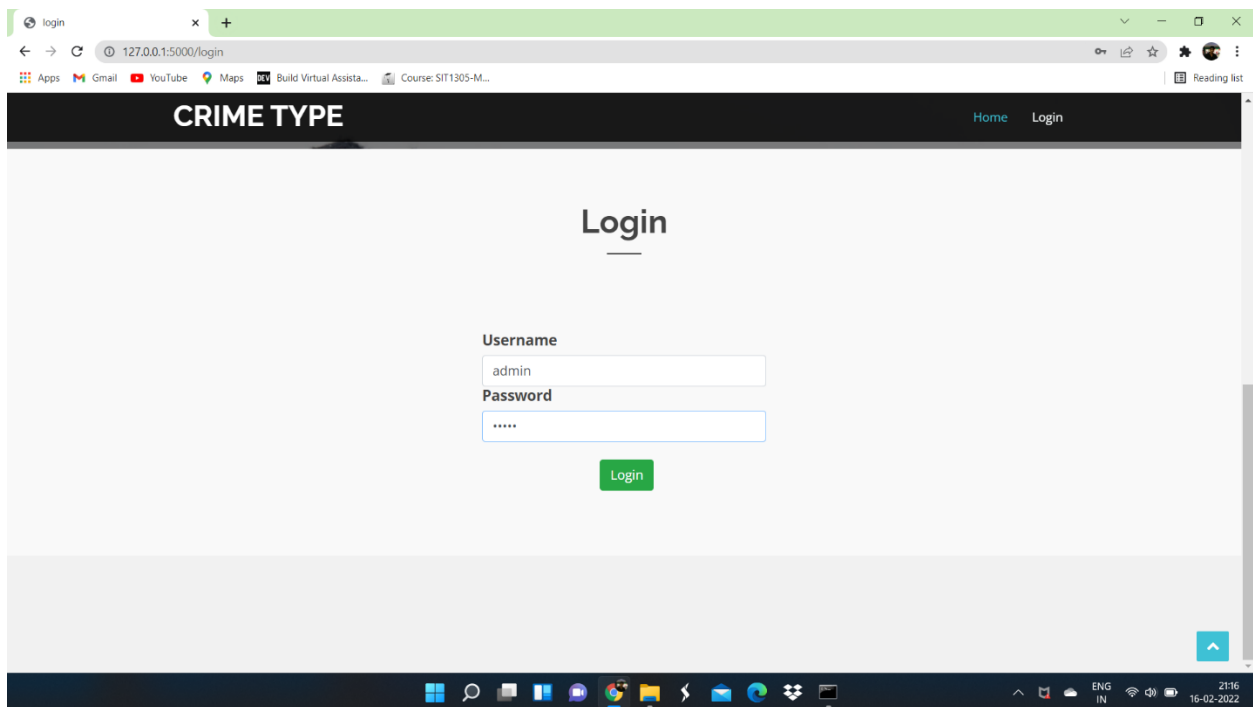 login
127.0.0.1:5000/login
Apps Gmail YouTube Maps DEV Build Virtual Assista... Course: SIT1305-M... Reading list
CRIME TYPE Home Login
Login
Username
admin
Password
•••••
Login
ENG 21:16
IN 16-02-2022